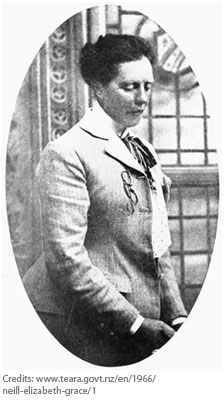 Credits: www.teara.govt.nz/en/1966/
neill-elizabeth-grace/1